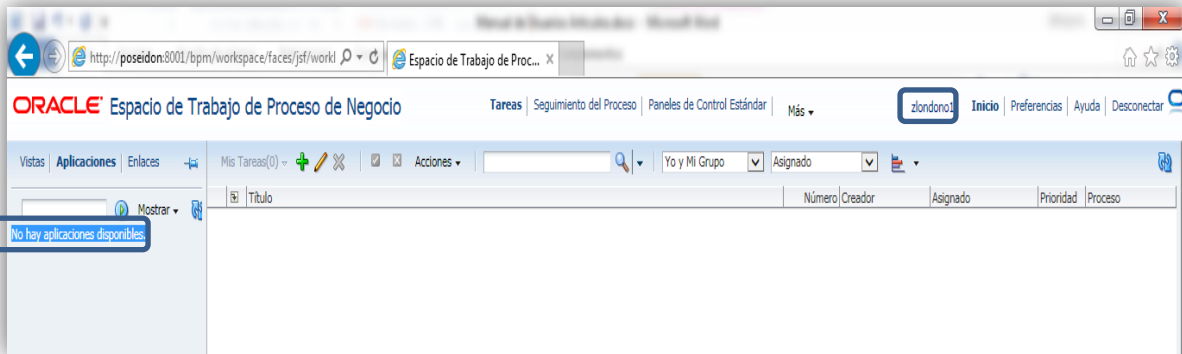 Manual de Usuario Articulos.docx - Microsoft Word
http://poseidon:8001/bpm/workspace/faces/jsf/workl
Espacio de Trabajo de Proc...
ORACLE Espacio de Trabajo de Proceso de Negocio
Tareas Seguimiento del Proceso Paneles de Control Estándar Más
zlondono1 Inicio Preferencias Ayuda Desconectar
Vistas Aplicaciones Enlaces
Mis Tareas(0) Acciones Yo y Mi Grupo Asignado
Título Número Creador Asignado Prioridad Proceso
Mostrar
No hay aplicaciones disponibles.